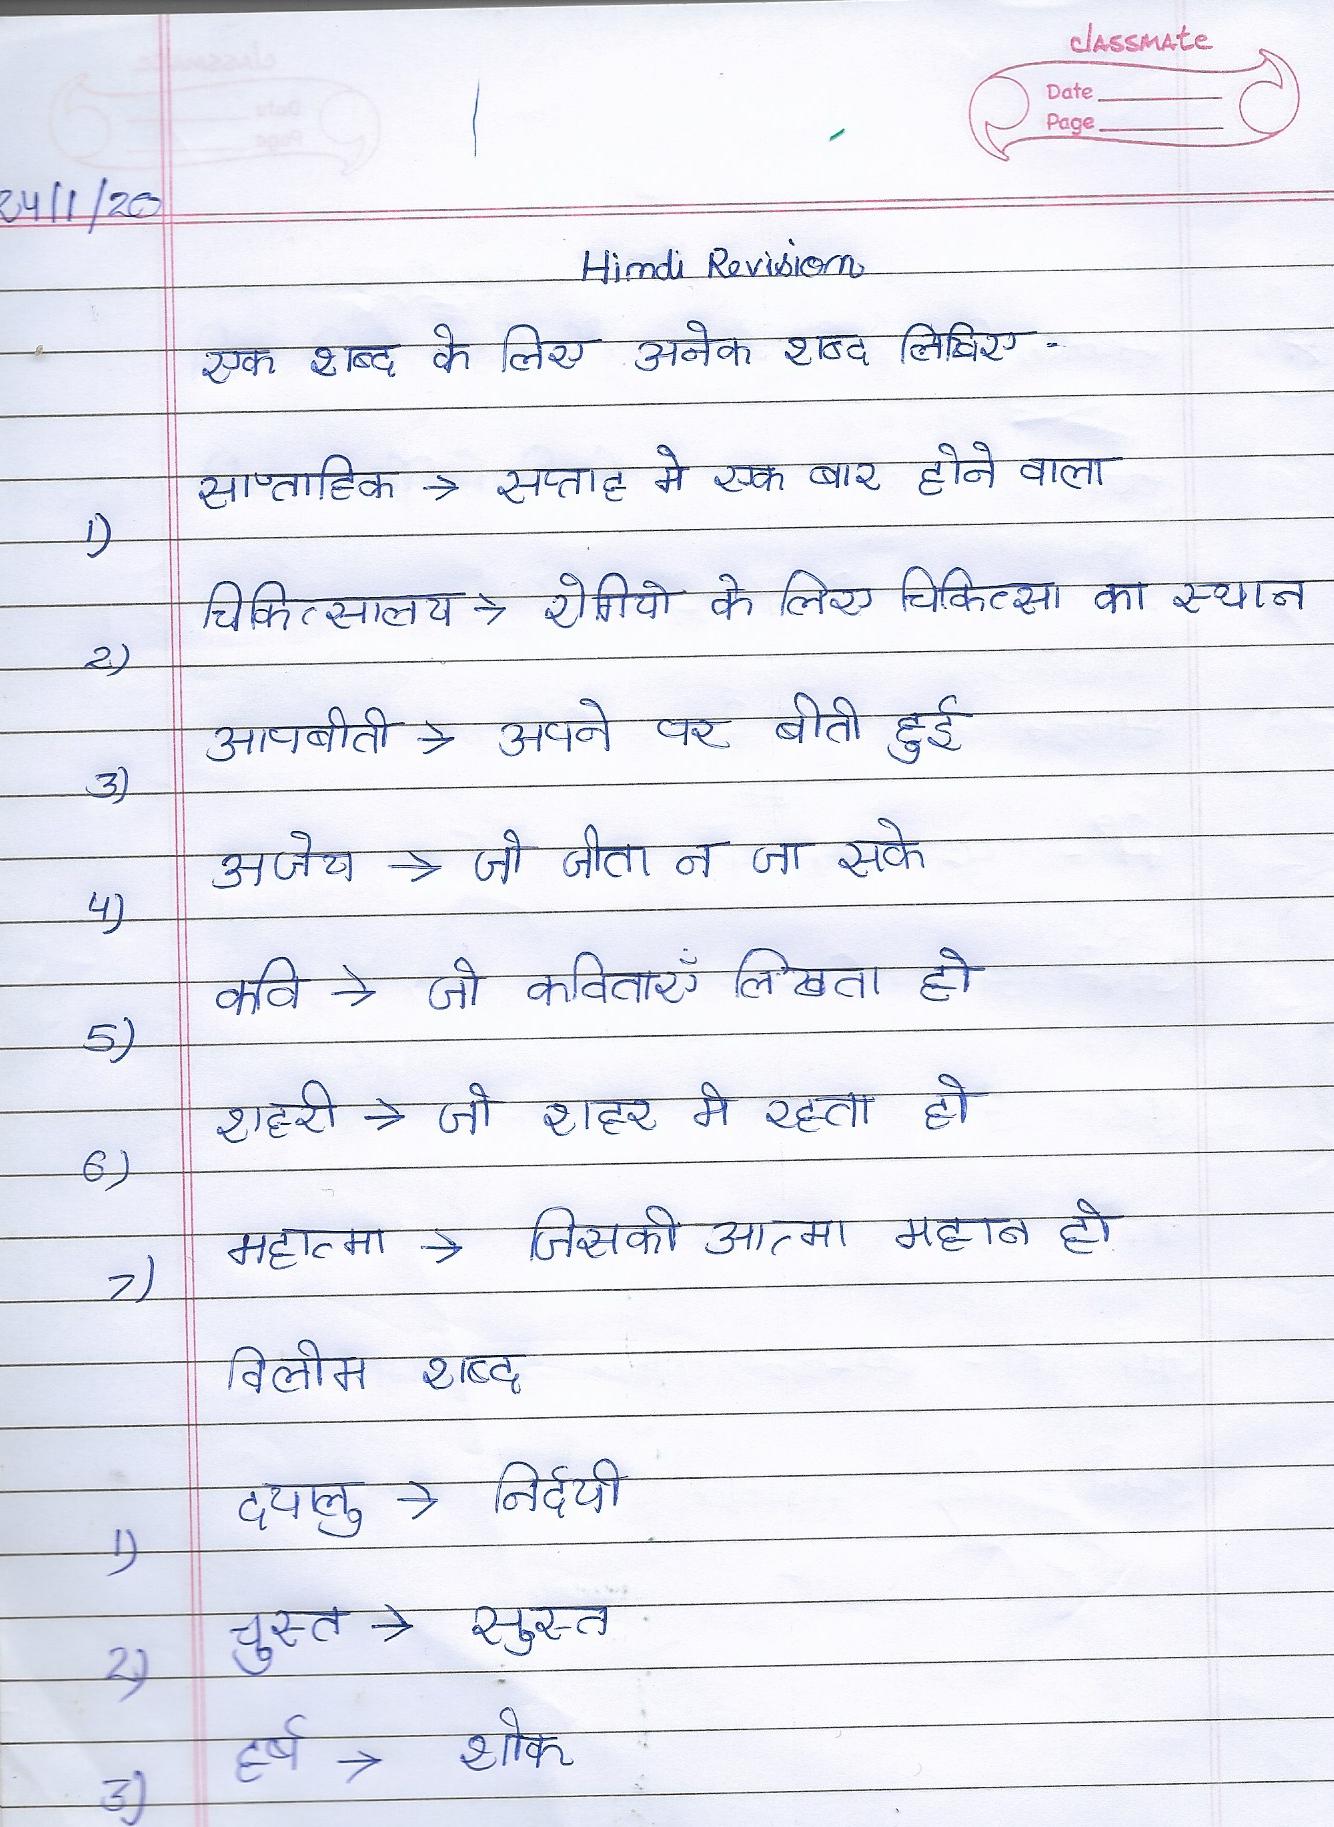 classmate
Date
Page
24/1/20
Hindi Revision
एक शब्द के लिए अनेक शब्द लिखिए -
1) साप्ताहिक → सप्ताह मे एक बार होने वाला
2) चिकित्सालय → रोगियो के लिए चिकित्सा का स्थान
3) आपबीती → अपने पर बीती हुई
4) अजेय → जो जीता न जा सके
5) कवि → जो कविताएँ लिखता हो
6) शहरी → जो शहर मे रहता हो
7) महात्मा → जिसकी आत्मा महान हो
विलोम शब्द
1) दयालु → निर्दयी
2) चुस्त → सुस्त
3) हर्ष → शोक